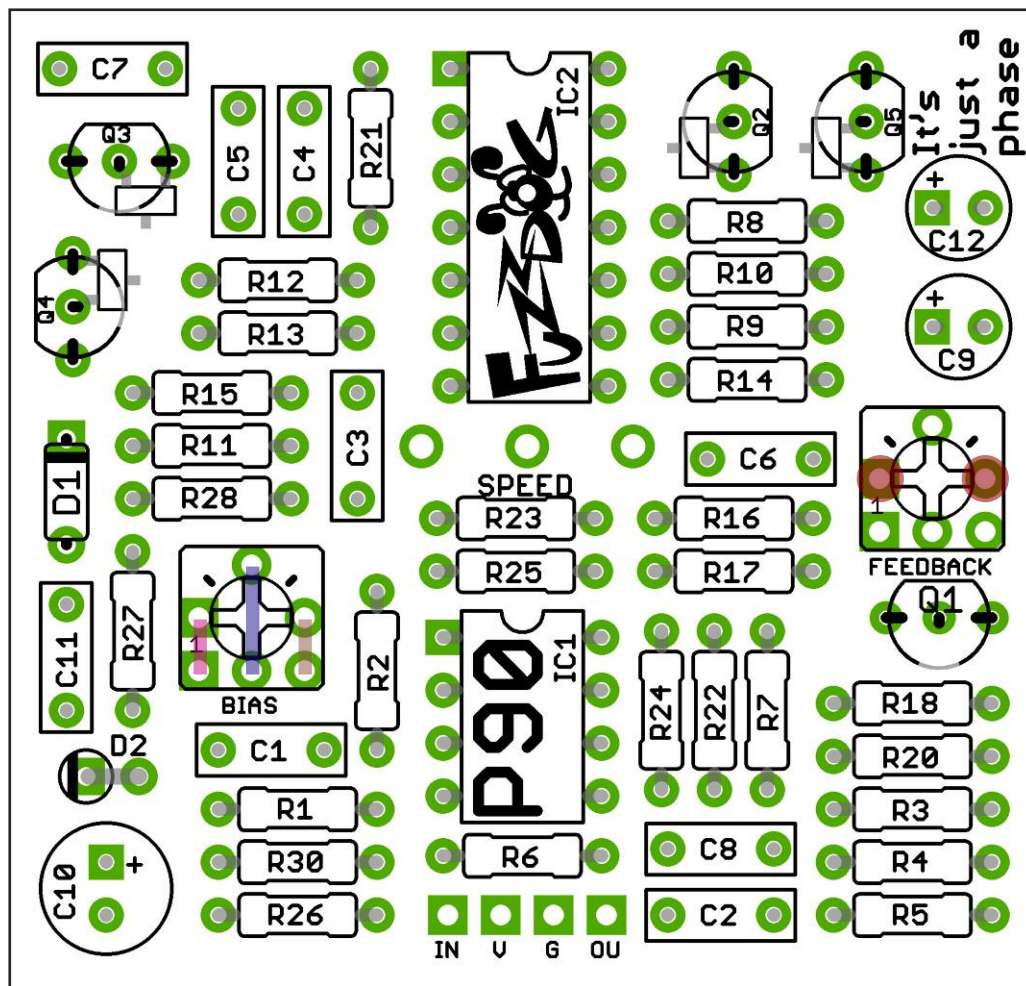 It's
just a
phase
C7
Q3
C5
C4
R21
IC2
FuzzDog
Q2
Q5
R8
C12
R12
R10
Q4
R13
R9
C9
R15
R14
R11
C3
C6
D1
R28
SPEED
R23
R16
1
R25
R17
FEEDBACK
R27
Q1
C11
1
R2
P90
IC1
R24
R22
R7
BIAS
R18
D2
C1
R20
R1
R3
C10
R30
R6
C8
R4
R26
C2
R5
IN V G OU
+
+
+